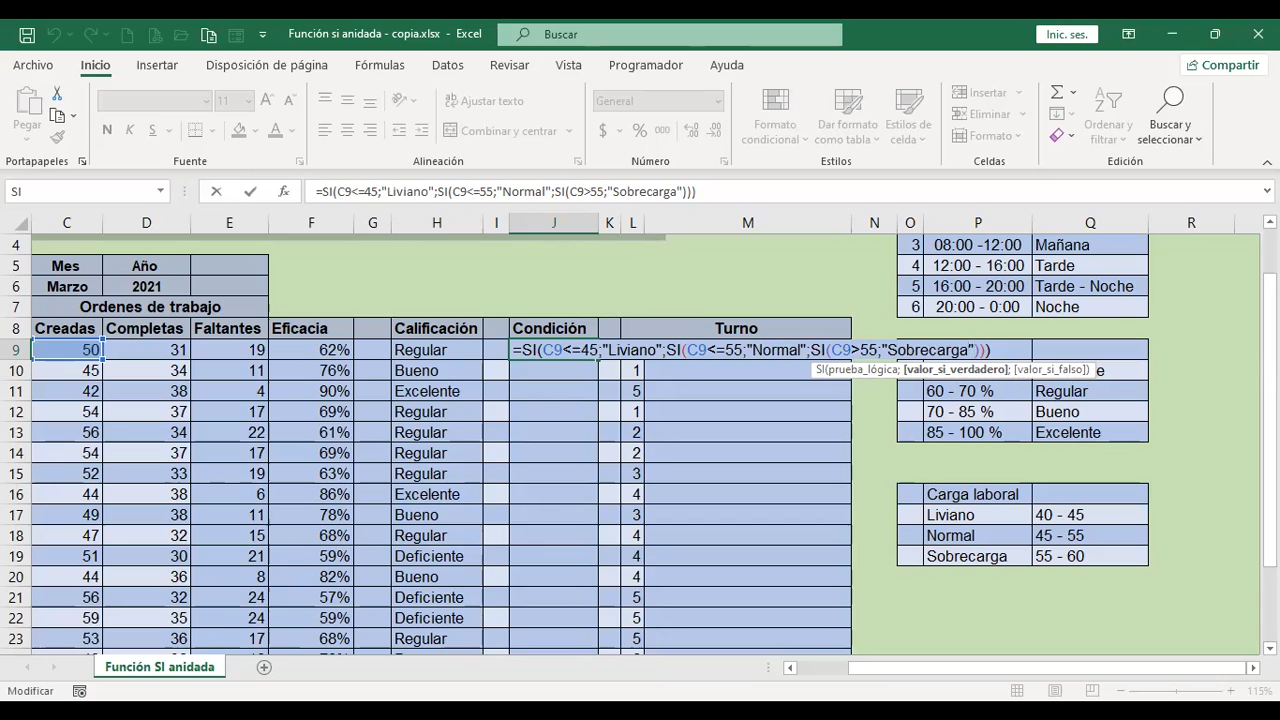 Función si anidada - copia.xlsx - Excel
Buscar
Inic. ses.
Archivo Inicio Insertar Disposición de página Fórmulas Datos Revisar Vista Programador Ayuda Compartir
Pegar
11
N K S
Ajustar texto
Combinar y centrar
General
$ % 000
Formato condicional
Dar formato como tabla
Estilos de celda
Insertar
Eliminar
Formato
Ordenar y filtrar
Buscar y seleccionar
Portapapeles Fuente Alineación Número Estilos Celdas Edición
SI =SI(C9<=45;"Liviano";SI(C9<=55;"Normal";SI(C9>55;"Sobrecarga")))
C D E F G H I J K L M N O P Q R
4 3 08:00 -12:00 Mañana
5 Mes Año 4 12:00 - 16:00 Tarde
6 Marzo 2021 5 16:00 - 20:00 Tarde - Noche
7 Ordenes de trabajo 6 20:00 - 0:00 Noche
8 Creadas Completas Faltantes Eficacia Calificación Condición Turno
9 50 31 19 62% Regular =SI(C9<=45;"Liviano";SI(C9<=55;"Normal";SI(C9>55;"Sobrecarga")))
SI(prueba_lógica; [valor_si_verdadero]; [valor_si_falso])
10 45 34 11 76% Bueno 1
11 42 38 4 90% Excelente 5 60 - 70 % Regular
12 54 37 17 69% Regular 1 70 - 85 % Bueno
13 56 34 22 61% Regular 2 85 - 100 % Excelente
14 54 37 17 69% Regular 2
15 52 33 19 63% Regular 3
16 44 38 6 86% Excelente 4 Carga laboral
17 49 38 11 78% Bueno 3 Liviano 40 - 45
18 47 32 15 68% Regular 4 Normal 45 - 55
19 51 30 21 59% Deficiente 4 Sobrecarga 55 - 60
20 44 36 8 82% Bueno 4
21 56 32 24 57% Deficiente 5
22 59 35 24 59% Deficiente 5
23 53 36 17 68% Regular 5
Función SI anidada
Modificar
115%